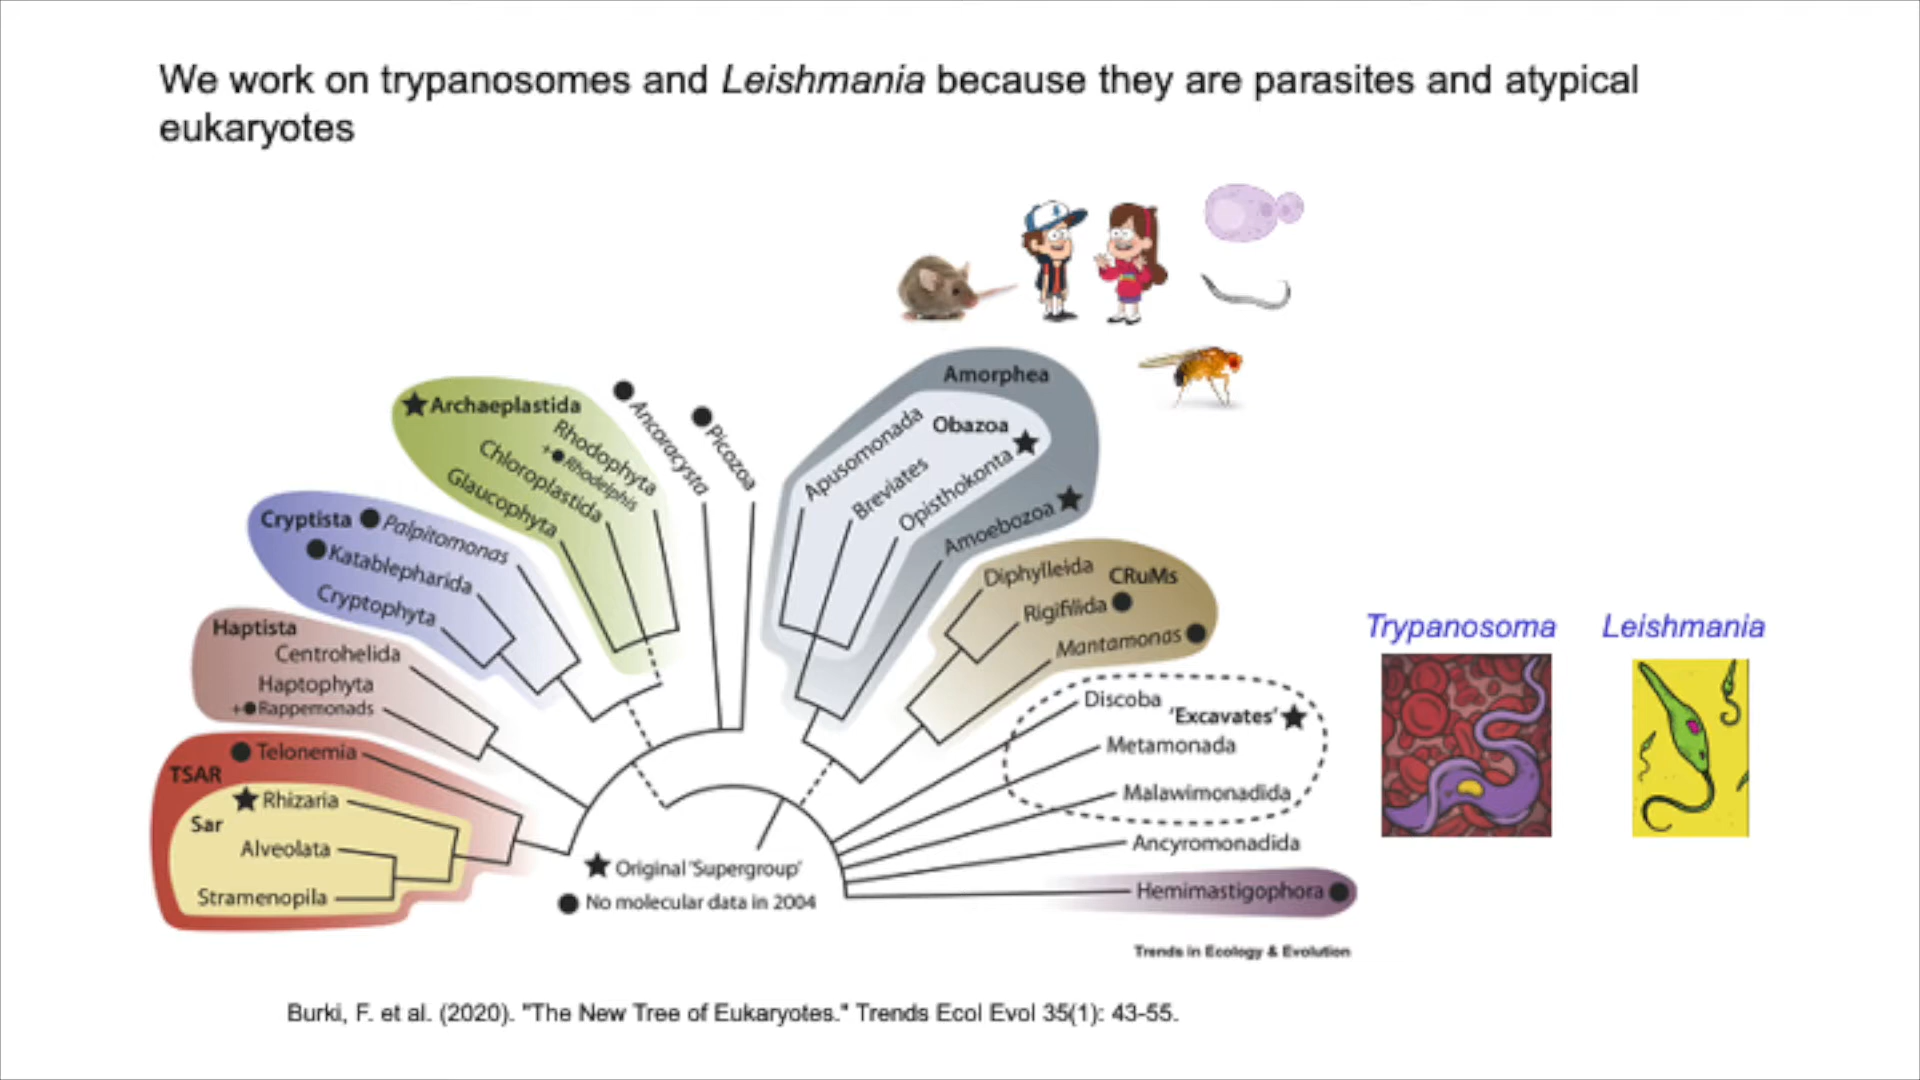 We work on trypanosomes and Leishmania because they are parasites and atypical
eukaryotes
Amorphea
Obazoa
Apusomonada
Breviates
Opisthokonta
Amoebozoa
Archaeplastida
Rhodophyta
+ Rhodelphis
Chloroplastida
Glaucophyta
Ancoracysta
Picozoa
Cryptista
Palpitomonas
Katablepharida
Cryptophyta
Haptista
Centrohelida
Haptophyta
+ Rappemonads
Telonemia
TSAR
Rhizaria
Sar
Alveolata
Stramenopila
Diphylleida
CRuMs
Rigifilida
Mantamonas
Discoba
'Excavates'
Metamonada
Malawimonadida
Ancyromonadida
Hemimastigophora
Trypanosoma
Leishmania
Original 'Supergroup'
No molecular data in 2004
Trends in Ecology & Evolution
Burki, F. et al. (2020). "The New Tree of Eukaryotes." Trends Ecol Evol 35(1): 43-55.